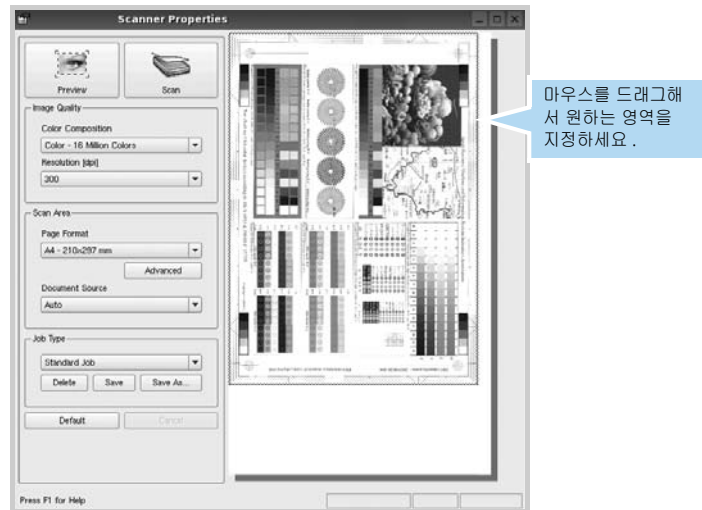 Scanner Properties
Preview
Scan
Image Quality
Color Composition
Color - 16 Million Colors
Resolution [dpi]
300
Scan Area
Page Format
A4 - 210x297 mm
Advanced
Document Source
Auto
Job Type
Standard Job
Delete
Save
Save As...
Default
Cancel
Press F1 for Help
마우스를 드래그해
서 원하는 영역을
지정하세요 .